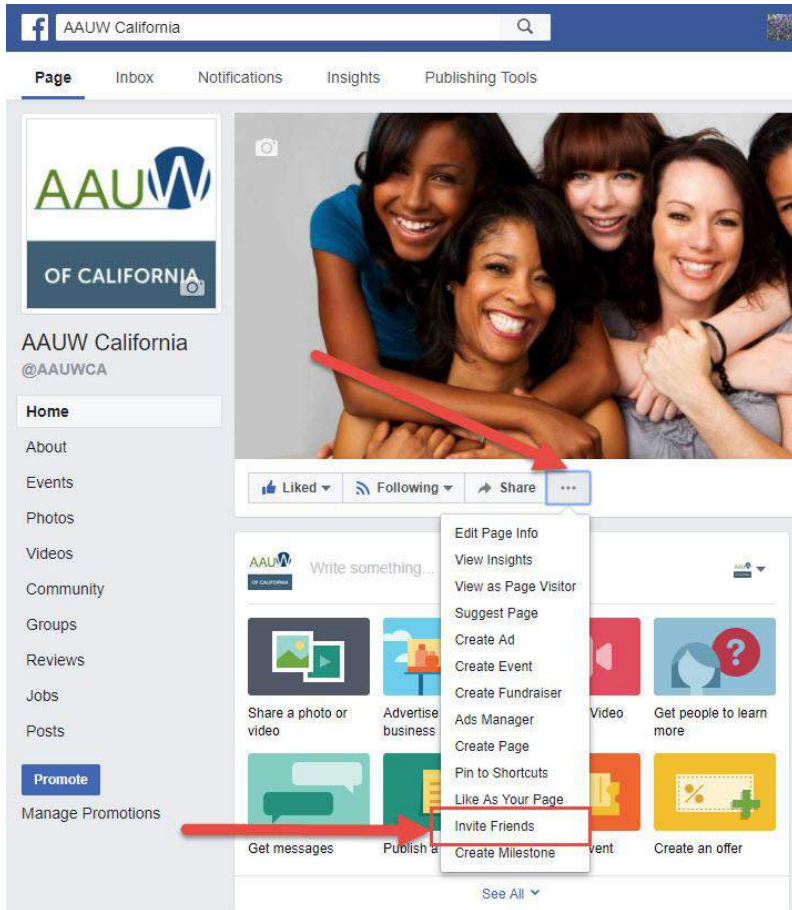 AAUW California
Page Inbox Notifications Insights Publishing Tools
AAUW
OF CALIFORNIA
AAUW California
@AAUWCA
Home
About
Events
Photos
Videos
Community
Groups
Reviews
Jobs
Posts
Promote
Manage Promotions
Liked Following Share ...
AAUW
OF CALIFORNIA
Write something...
Edit Page Info
View Insights
View as Page Visitor
Suggest Page
Create Ad
Create Event
Create Fundraiser
Ads Manager
Create Page
Pin to Shortcuts
Like As Your Page
Invite Friends
Create Milestone
Share a photo or
video
Advertise
business
Video
Get people to learn
more
Get messages
Publish a
vent
Create an offer
See All